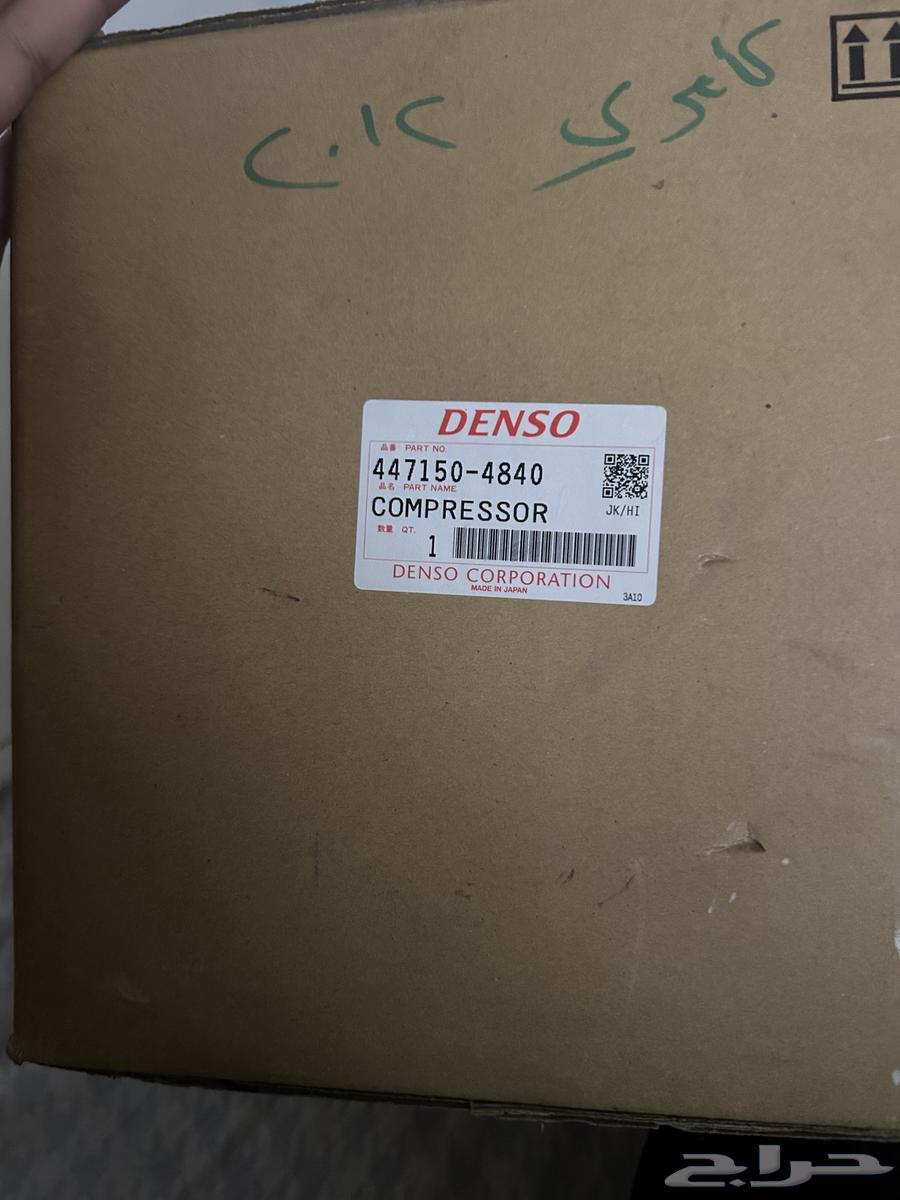 كامري ٢٠١٢
DENSO
品番 PART NO.
447150-4840
品名 PART NAME
COMPRESSOR
JK/HI
数量 QT.
1
DENSO CORPORATION
MADE IN JAPAN
3A10
حراج